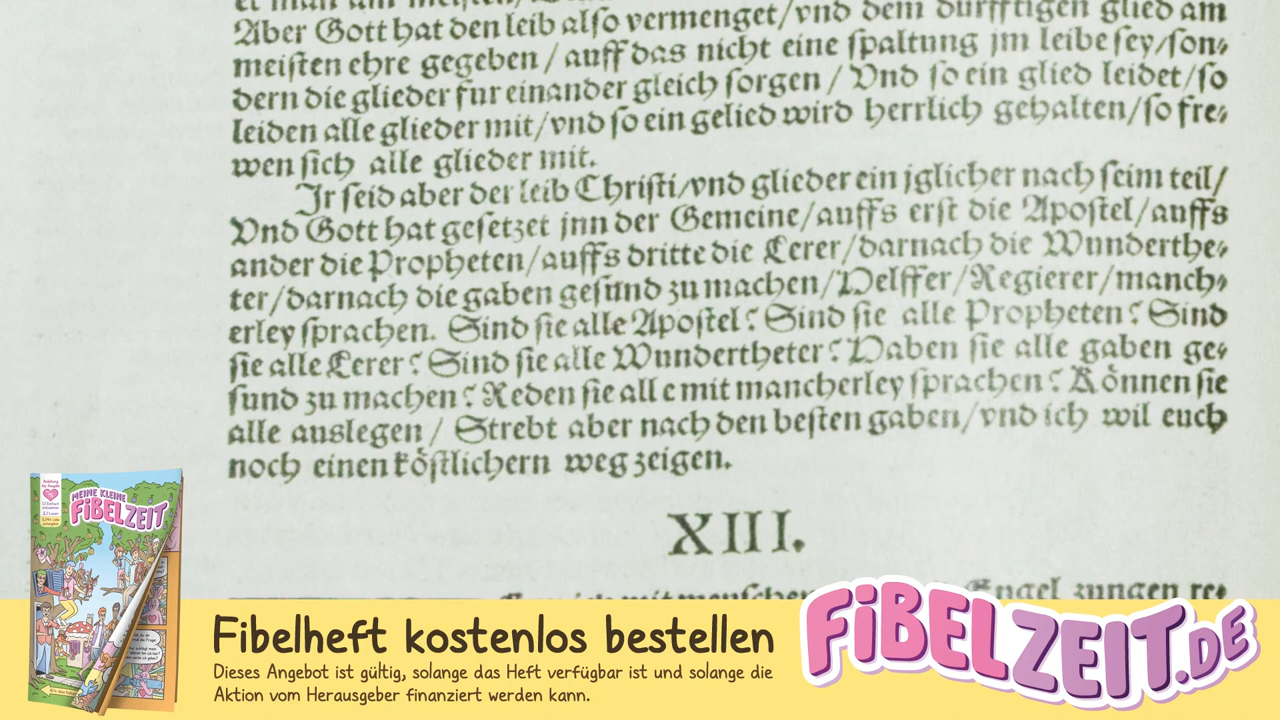 Aber Gott hat den leib also vermenget/vnd dem durfftigen glied am
meisten ehre gegeben/auff das nicht eine spaltung jm leibe sey/son⸗
dern die glieder fur einander gleich sorgen/Vnd so ein glied leidet/so
leiden alle glieder mit/vnd so ein gelied wird herrlich gehalten/so fre⸗
wen sich alle glieder mit.
Jr seid aber der leib Christi/vnd glieder ein jglicher nach seim teil/
Vnd Gott hat gesetzet jnn der Gemeine/auffs erst die Apostel/auffs
ander die Propheten/auffs dritte die Lerer/darnach die Wunderthe⸗
ter/darnach die gaben gesund zu machen/Helffer/Regierer/manch⸗
erley sprachen. Sind sie alle Apostel? Sind sie alle Propheten? Sind
sie alle Lerer? Sind sie alle Wundertheter? Haben sie alle gaben ge⸗
sund zu machen? Reden sie alle mit mancherley sprachen? Können sie
alle auslegen/ Strebt aber nach den besten gaben/vnd ich wil euch
noch einen köstlichern weg zeigen.
XIII.
mit menschen Engel zungen re⸗
MEINE KLEINE
FiBELZEIT
Fibelheft kostenlos bestellen
Dieses Angebot ist gültig, solange das Heft verfügbar ist und solange die
Aktion vom Herausgeber finanziert werden kann.
FiBELZEIT.DE